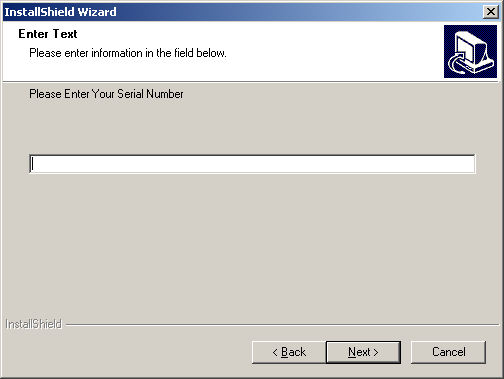 InstallShield Wizard
Enter Text
Please enter information in the field below.
Please Enter Your Serial Number
InstallShield
< Back
Next >
Cancel